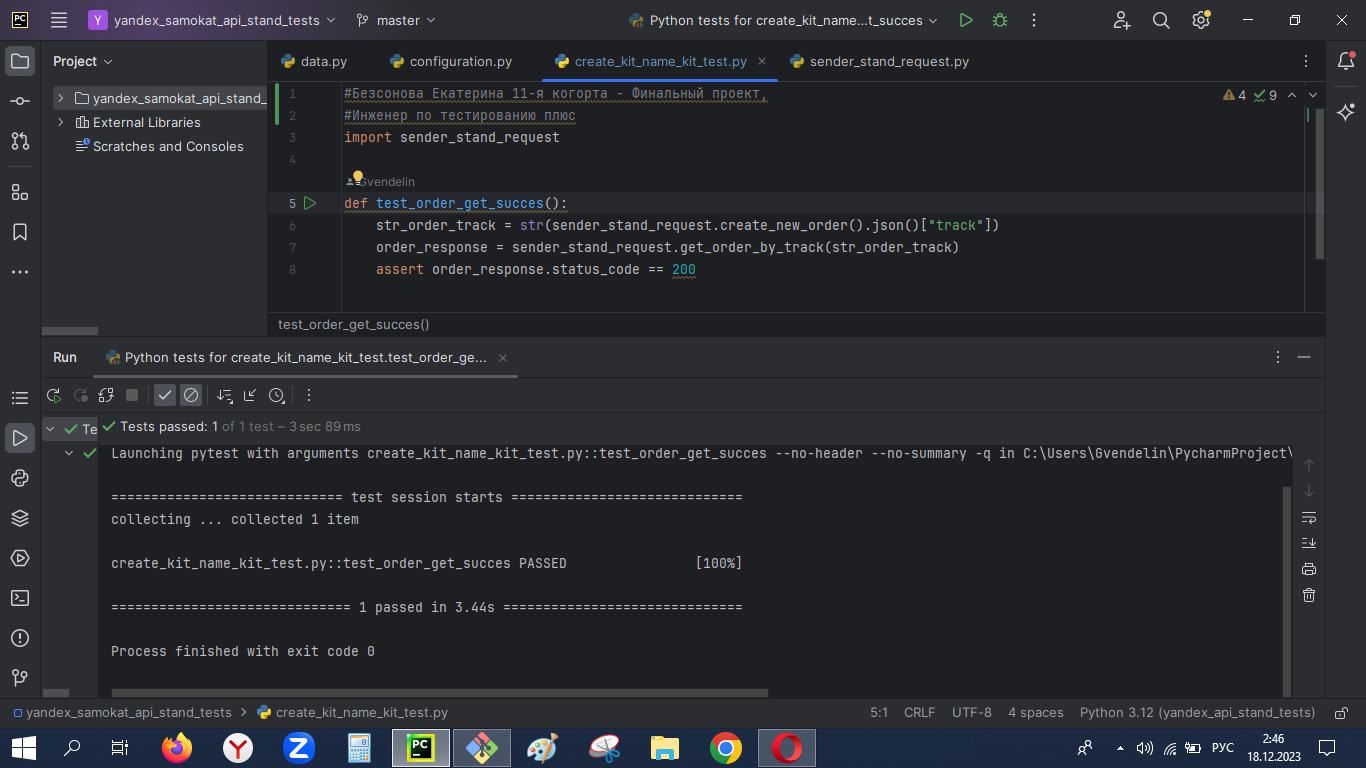 PC
Y yandex_samokat_api_stand_tests
master
Python tests for create_kit_name...t_succes
Project
data.py
configuration.py
create_kit_name_kit_test.py
sender_stand_request.py
yandex_samokat_api_stand_
External Libraries
Scratches and Consoles
4 9
1 #Безсонова Екатерина 11-я когорта - Финальный проект,
2 #Инженер по тестированию плюс
3 import sender_stand_request
4
Gvendelin
5 def test_order_get_succes():
6 str_order_track = str(sender_stand_request.create_new_order().json()["track"])
7 order_response = sender_stand_request.get_order_by_track(str_order_track)
8 assert order_response.status_code == 200
test_order_get_succes()
Run
Python tests for create_kit_name_kit_test.test_order_ge...
Te
Tests passed: 1 of 1 test – 3 sec 89 ms
Launching pytest with arguments create_kit_name_kit_test.py::test_order_get_succes --no-header --no-summary -q in C:\Users\Gvendelin\PycharmProject\
============================= test session starts =============================
collecting ... collected 1 item
create_kit_name_kit_test.py::test_order_get_succes PASSED [100%]
============================== 1 passed in 3.44s ==============================
Process finished with exit code 0
yandex_samokat_api_stand_tests
create_kit_name_kit_test.py
5:1 CRLF UTF-8 4 spaces Python 3.12 (yandex_api_stand_tests)
Y
Z
PC
РУС
2:46
18.12.2023